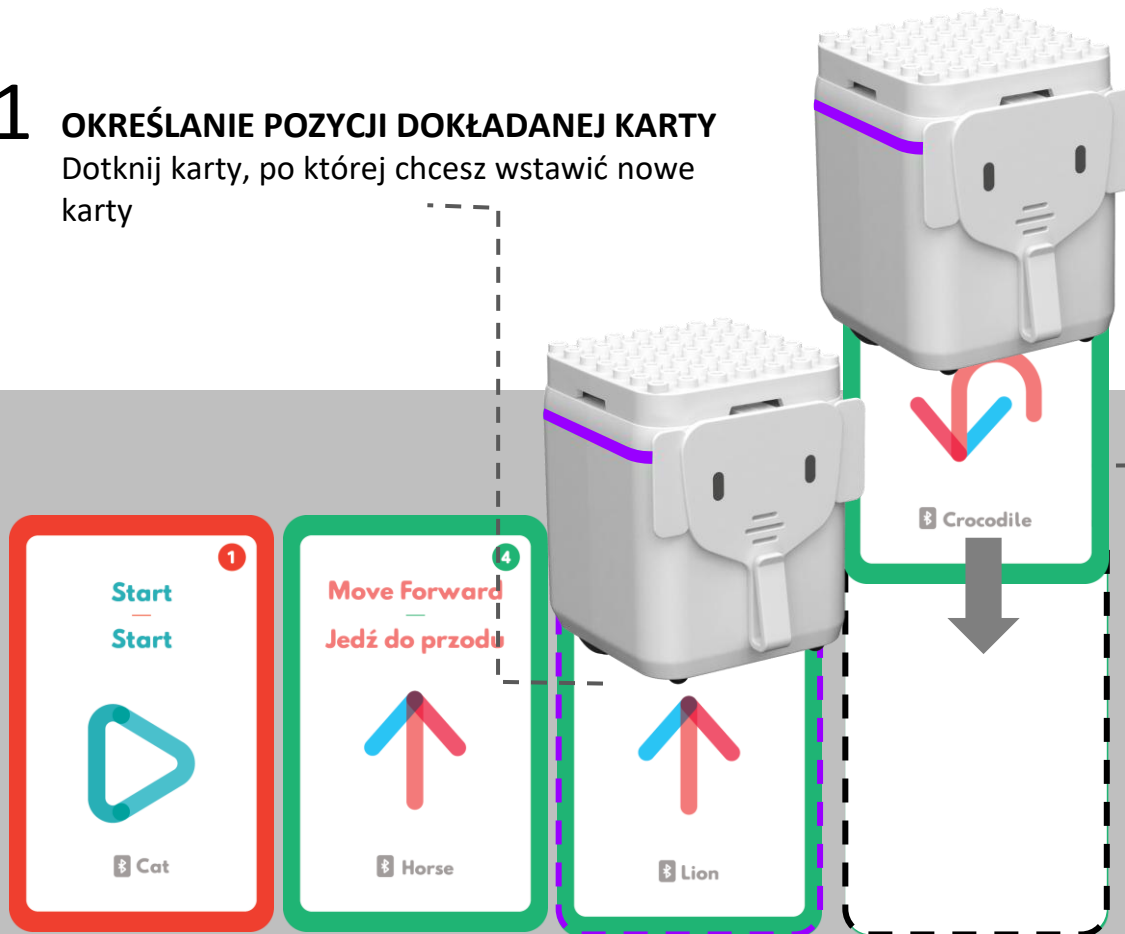 1
OKREŚLANIE POZYCJI DOKŁADANEJ KARTY
Dotknij karty, po której chcesz wstawić nowe
karty
1
Start
Start
Cat
4
Move Forward
Jedź do przodu
Horse
Lion
Crocodile